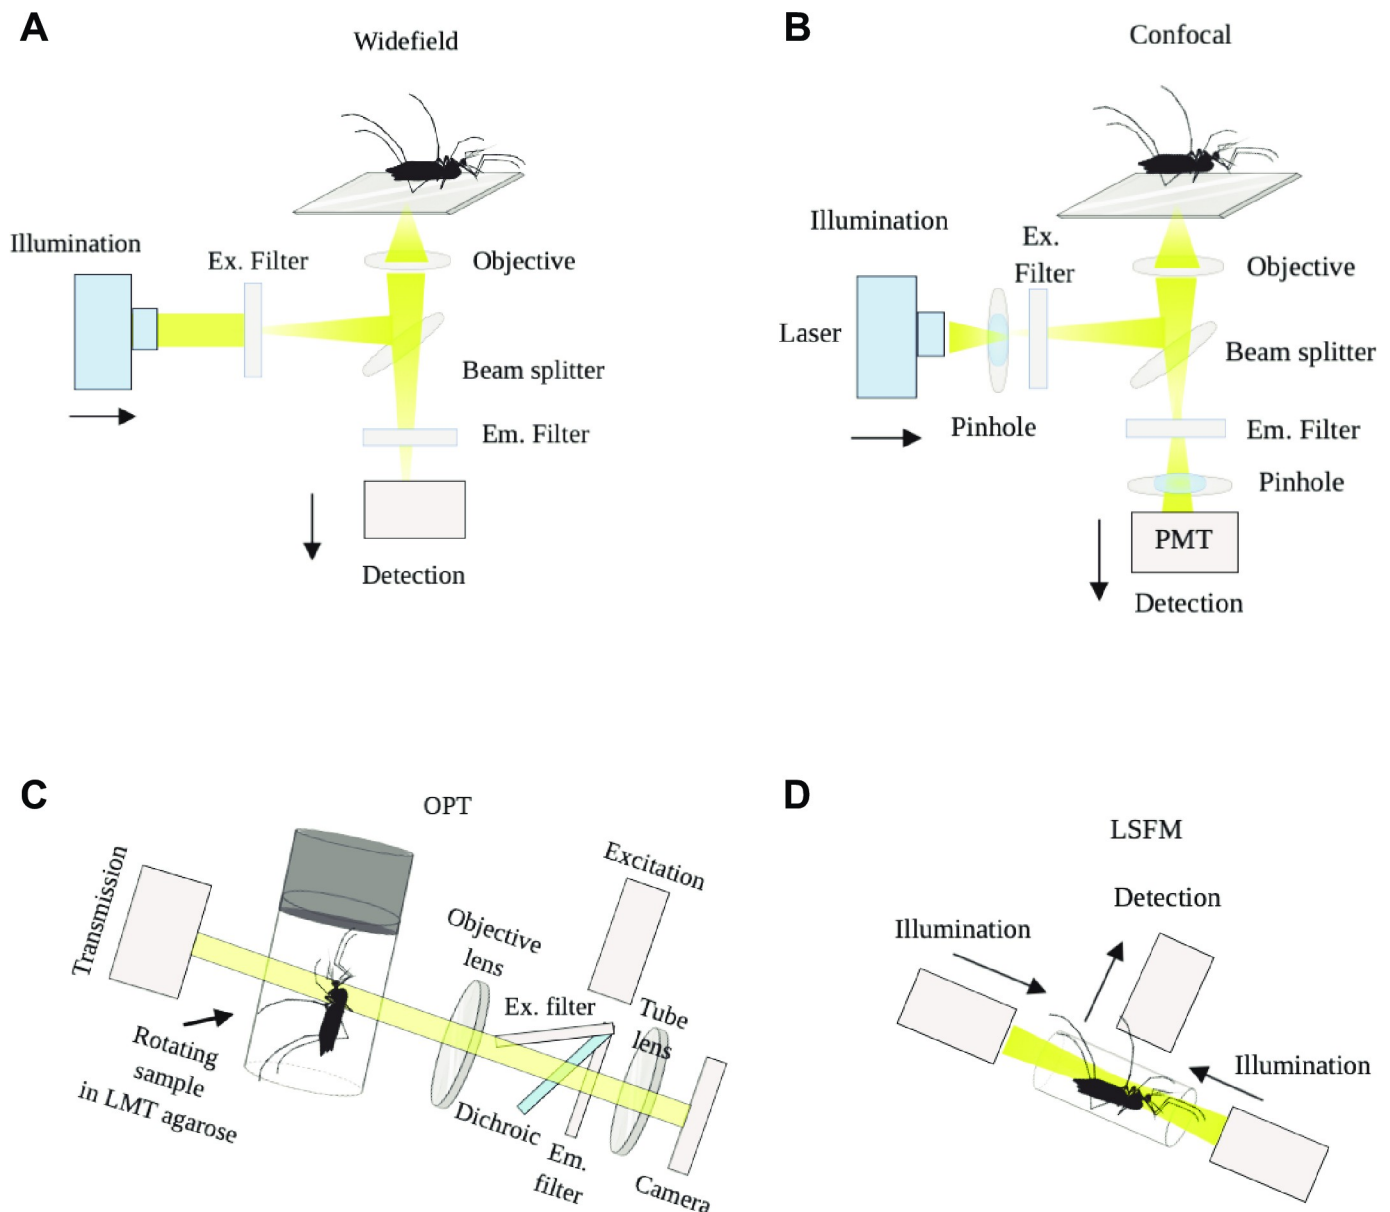 A
Widefield
Illumination
Ex. Filter
Objective
Beam splitter
Em. Filter
Detection
B
Confocal
Illumination
Ex.
Filter
Objective
Laser
Beam splitter
Pinhole
Em. Filter
Pinhole
PMT
Detection
C
OPT
Transmission
Excitation
Objective
lens
Ex. filter
Tube
lens
Rotating
sample
in LMT agarose
Dichroic
Em.
filter
Camera
D
LSFM
Detection
Illumination
Illumination